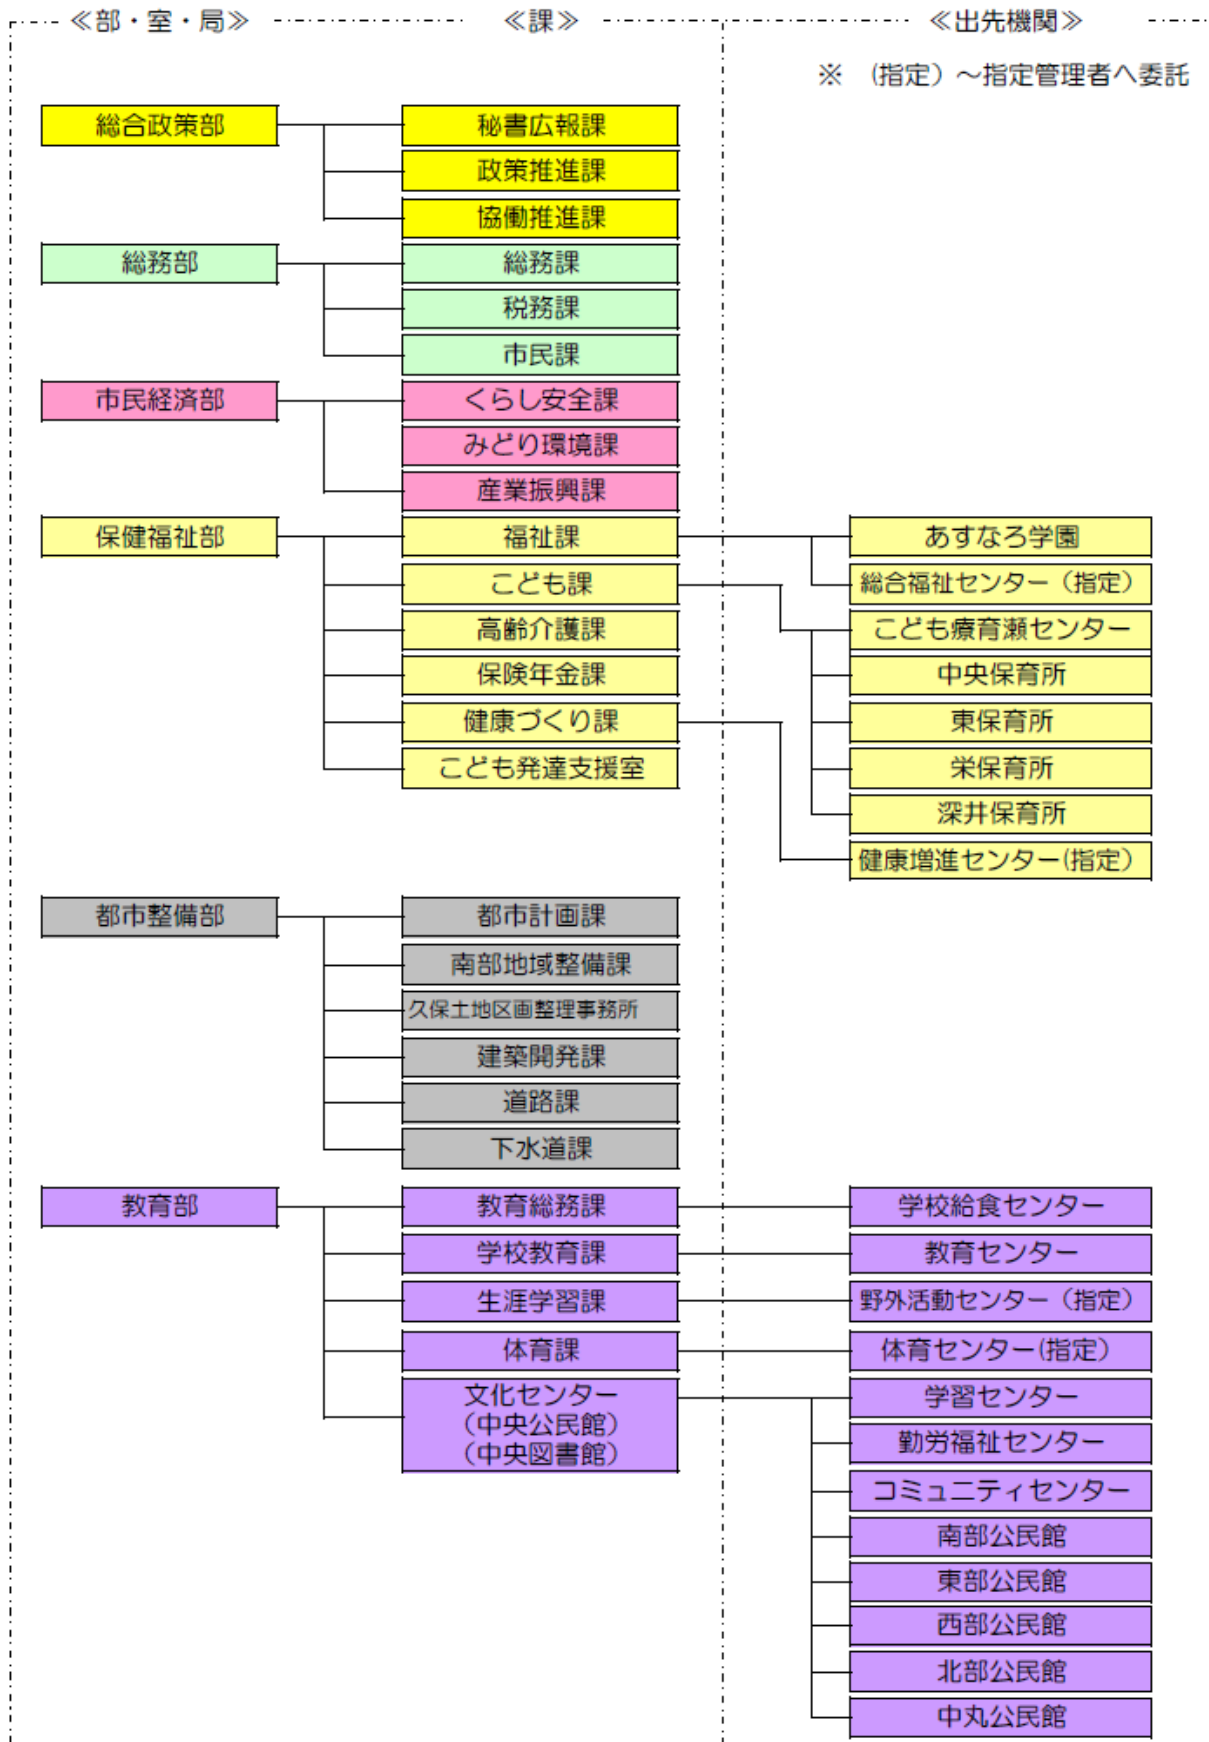 ≪部・室・局≫ ≪課≫ ≪出先機関≫
※ (指定)～指定管理者へ委託
総合政策部 秘書広報課
政策推進課
協働推進課
総務部 総務課
税務課
市民課
市民経済部 くらし安全課
みどり環境課
産業振興課
保健福祉部 福祉課 あすなろ学園
こども課 総合福祉センター（指定）
高齢介護課 こども療育瀬センター
保険年金課 中央保育所
健康づくり課 東保育所
こども発達支援室 栄保育所
深井保育所
健康増進センター(指定）
都市整備部 都市計画課
南部地域整備課
久保土地区画整理事務所
建築開発課
道路課
下水道課
教育部 教育総務課 学校給食センター
学校教育課 教育センター
生涯学習課 野外活動センター（指定）
体育課 体育センター(指定）
文化センター 学習センター
（中央公民館） 勤労福祉センター
（中央図書館）
コミュニティセンター
南部公民館
東部公民館
西部公民館
北部公民館
中丸公民館